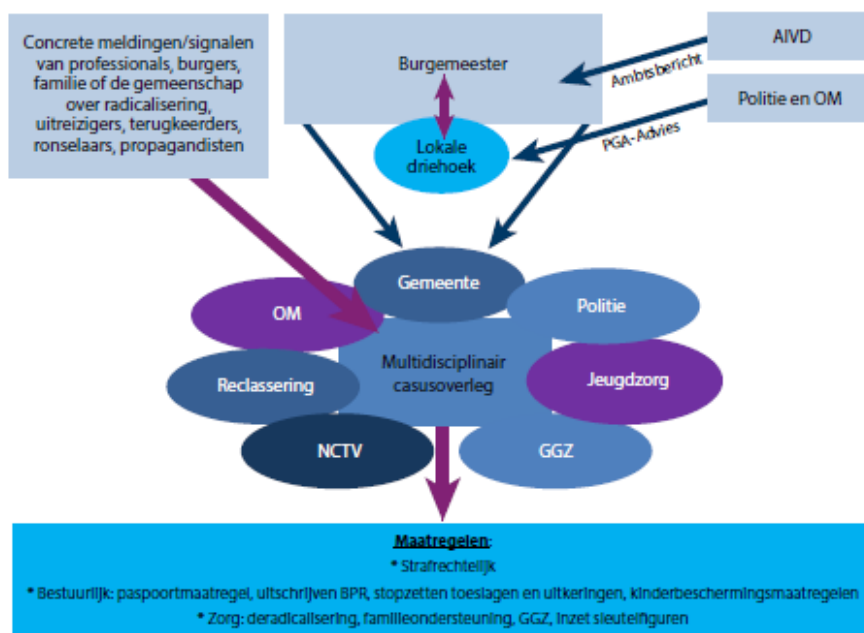 Concrete meldingen/signalen
van professionals, burgers,
familie of de gemeenschap
over radicalisering,
uitreizigers, terugkeerders,
ronselaars, propagandisten
Burgemeester
AIVD
Ambtsbericht
Politie en OM
PGA-Advies
Lokale
driehoek
Gemeente
OM
Politie
Multidisciplinair
casusoverleg
Reclassering
Jeugdzorg
NCTV
GGZ
Maatregelen:
* Strafrechtelijk
* Bestuurlijk: paspoortmaatregel, uitschrijven BPR, stopzetten toeslagen en uitkeringen, kinderbeschermingsmaatregelen
* Zorg: deradicalisering, familieondersteuning, GGZ, inzet sleutelfiguren